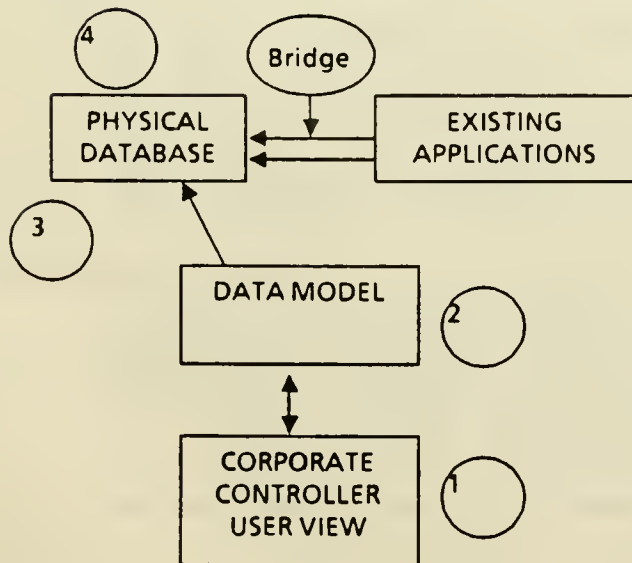 4
Bridge
PHYSICAL
DATABASE
EXISTING
APPLICATIONS
3
DATA MODEL
2
CORPORATE
CONTROLLER
USER VIEW
1